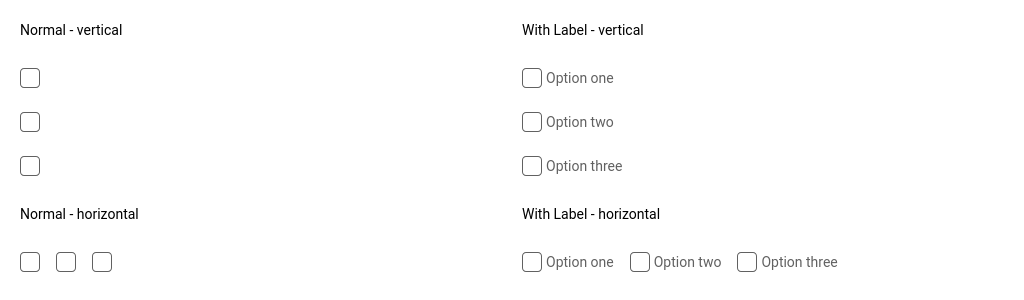 Normal - vertical
With Label - vertical
Option one
Option two
Option three
Normal - horizontal
With Label - horizontal
Option one Option two Option three